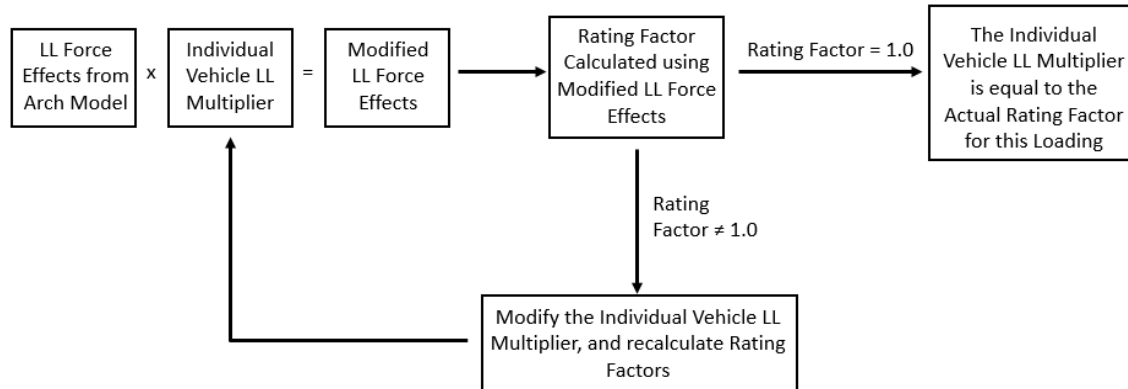 LL Force
Effects from
Arch Model
x
Individual
Vehicle LL
Multiplier
=
Modified
LL Force
Effects
Rating Factor
Calculated using
Modified LL Force
Effects
Rating Factor = 1.0
The Individual
Vehicle LL Multiplier
is equal to the
Actual Rating Factor
for this Loading
Rating
Factor ≠ 1.0
Modify the Individual Vehicle LL
Multiplier, and recalculate Rating
Factors